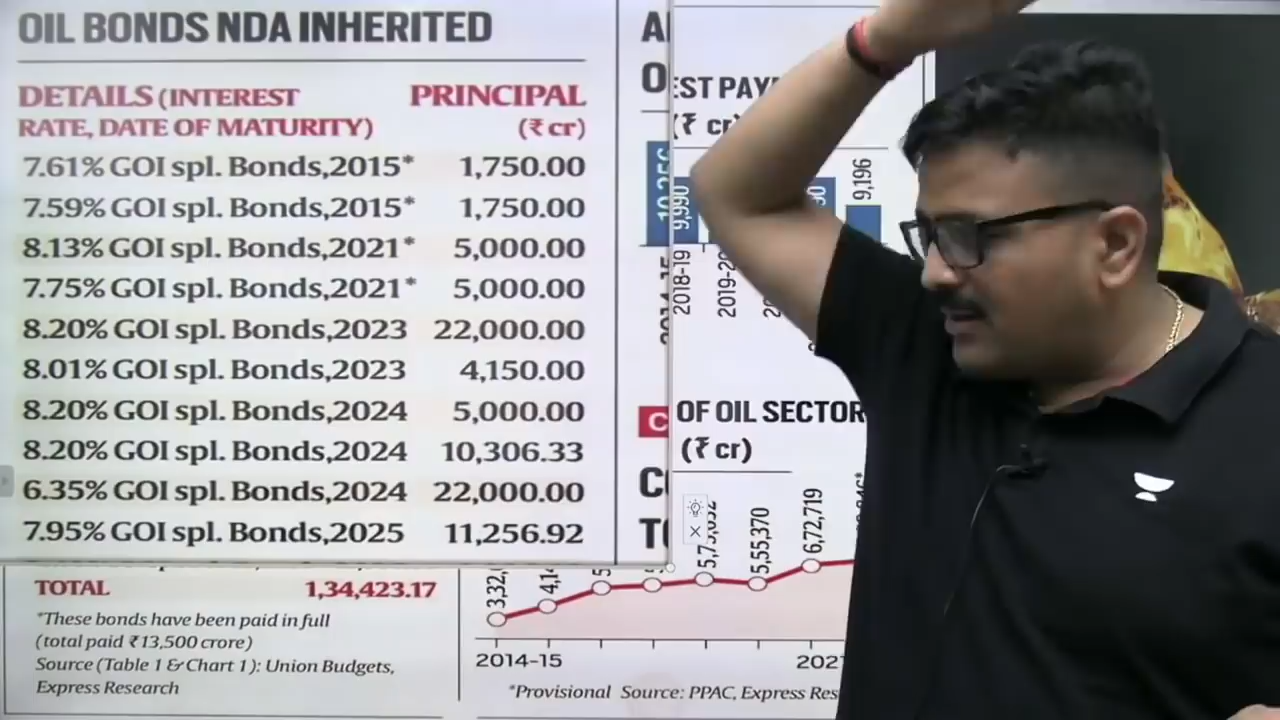 OIL BONDS NDA INHERITED
DETAILS (INTEREST RATE, DATE OF MATURITY) PRINCIPAL (₹ cr)
7.61% GOI spl. Bonds,2015* 1,750.00
7.59% GOI spl. Bonds,2015* 1,750.00
8.13% GOI spl. Bonds,2021* 5,000.00
7.75% GOI spl. Bonds,2021* 5,000.00
8.20% GOI spl. Bonds,2023 22,000.00
8.01% GOI spl. Bonds,2023 4,150.00
8.20% GOI spl. Bonds,2024 5,000.00
8.20% GOI spl. Bonds,2024 10,306.33
6.35% GOI spl. Bonds,2024 22,000.00
7.95% GOI spl. Bonds,2025 11,256.92
TOTAL 1,34,423.17
*These bonds have been paid in full
(total paid ₹13,500 crore)
Source (Table 1 & Chart 1): Union Budgets,
Express Research
(₹ cr)
9,990
9,196
2018-19
OF OIL SECTOR
(₹ cr)
5,55,370
6,72,719
2014-15
*Provisional Source: PPAC, Express